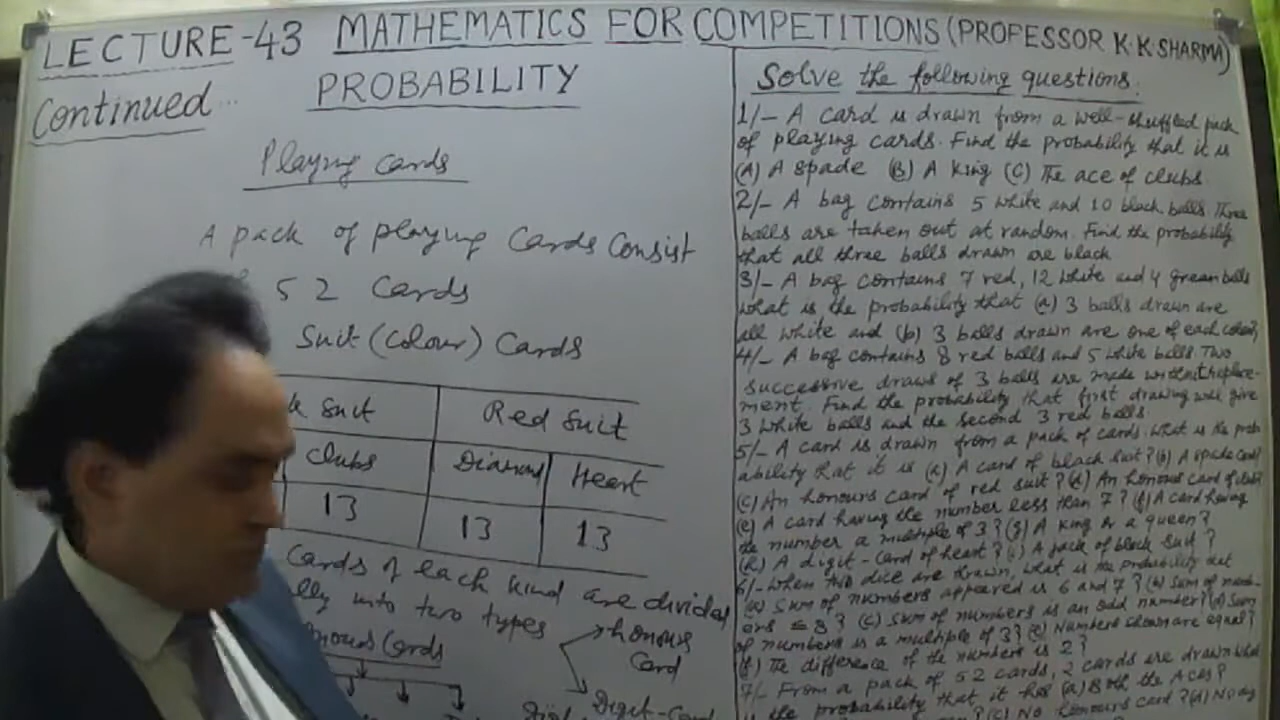 LECTURE-43 MATHEMATICS FOR COMPETITIONS (PROFESSOR K.K.SHARMA)
PROBABILITY
Continued...
Playing cards
A pack of playing Cards Consist
52 Cards
Suit (Colour) Cards
k Suit Red Suit
Clubs Diamond Heart
13 13 13
Cards of each kind are divided
lly into two types
honours Card
nours Cards
Digit-Card
Solve the following questions.
1/- A card is drawn from a well-shuffled pack
of playing cards. Find the probability that it is
(A) A spade (B) A King (C) The ace of clubs
2/- A bag contains 5 white and 10 black balls. Three
balls are taken out at random. Find the probability
that all three balls drawn are black
3/- A bag contains 7 red, 12 white and 4 green balls
what is the probability that (a) 3 balls drawn are
all white and (b) 3 balls drawn are one of each colour,
4/- A bag contains 8 red balls and 5 white balls. Two
successive draws of 3 balls are made without replace-
ment. Find the probability that first drawing will give
3 white balls and the second 3 red balls.
5/- A card is drawn from a pack of cards. what is the prob
ability that it is (a) A card of black suit? (b) A spade card
(c) An honours card of red suit? (d) An honours card of club?
(e) A card having the number less than 7? (f) A card having
the number a multiple of 3? (g) A King or a queen?
(h) A digit-card of heart? (i) A jack of black suit?
6/- When two dice are thrown, what is the probability that
(a) Sum of numbers appeared is 6 and 7? (b) Sum of numb-
ers ≤ 8? (c) Sum of numbers is an odd number? (d) Sum
of numbers is a multiple of 3? (e) Numbers shown are equal?
(f) The difference of the numbers is 2?
7/- From a pack of 52 cards, 2 cards are drawn what
is the probability that it has (a) Both the Aces?
? (c) No honours card? (d) No